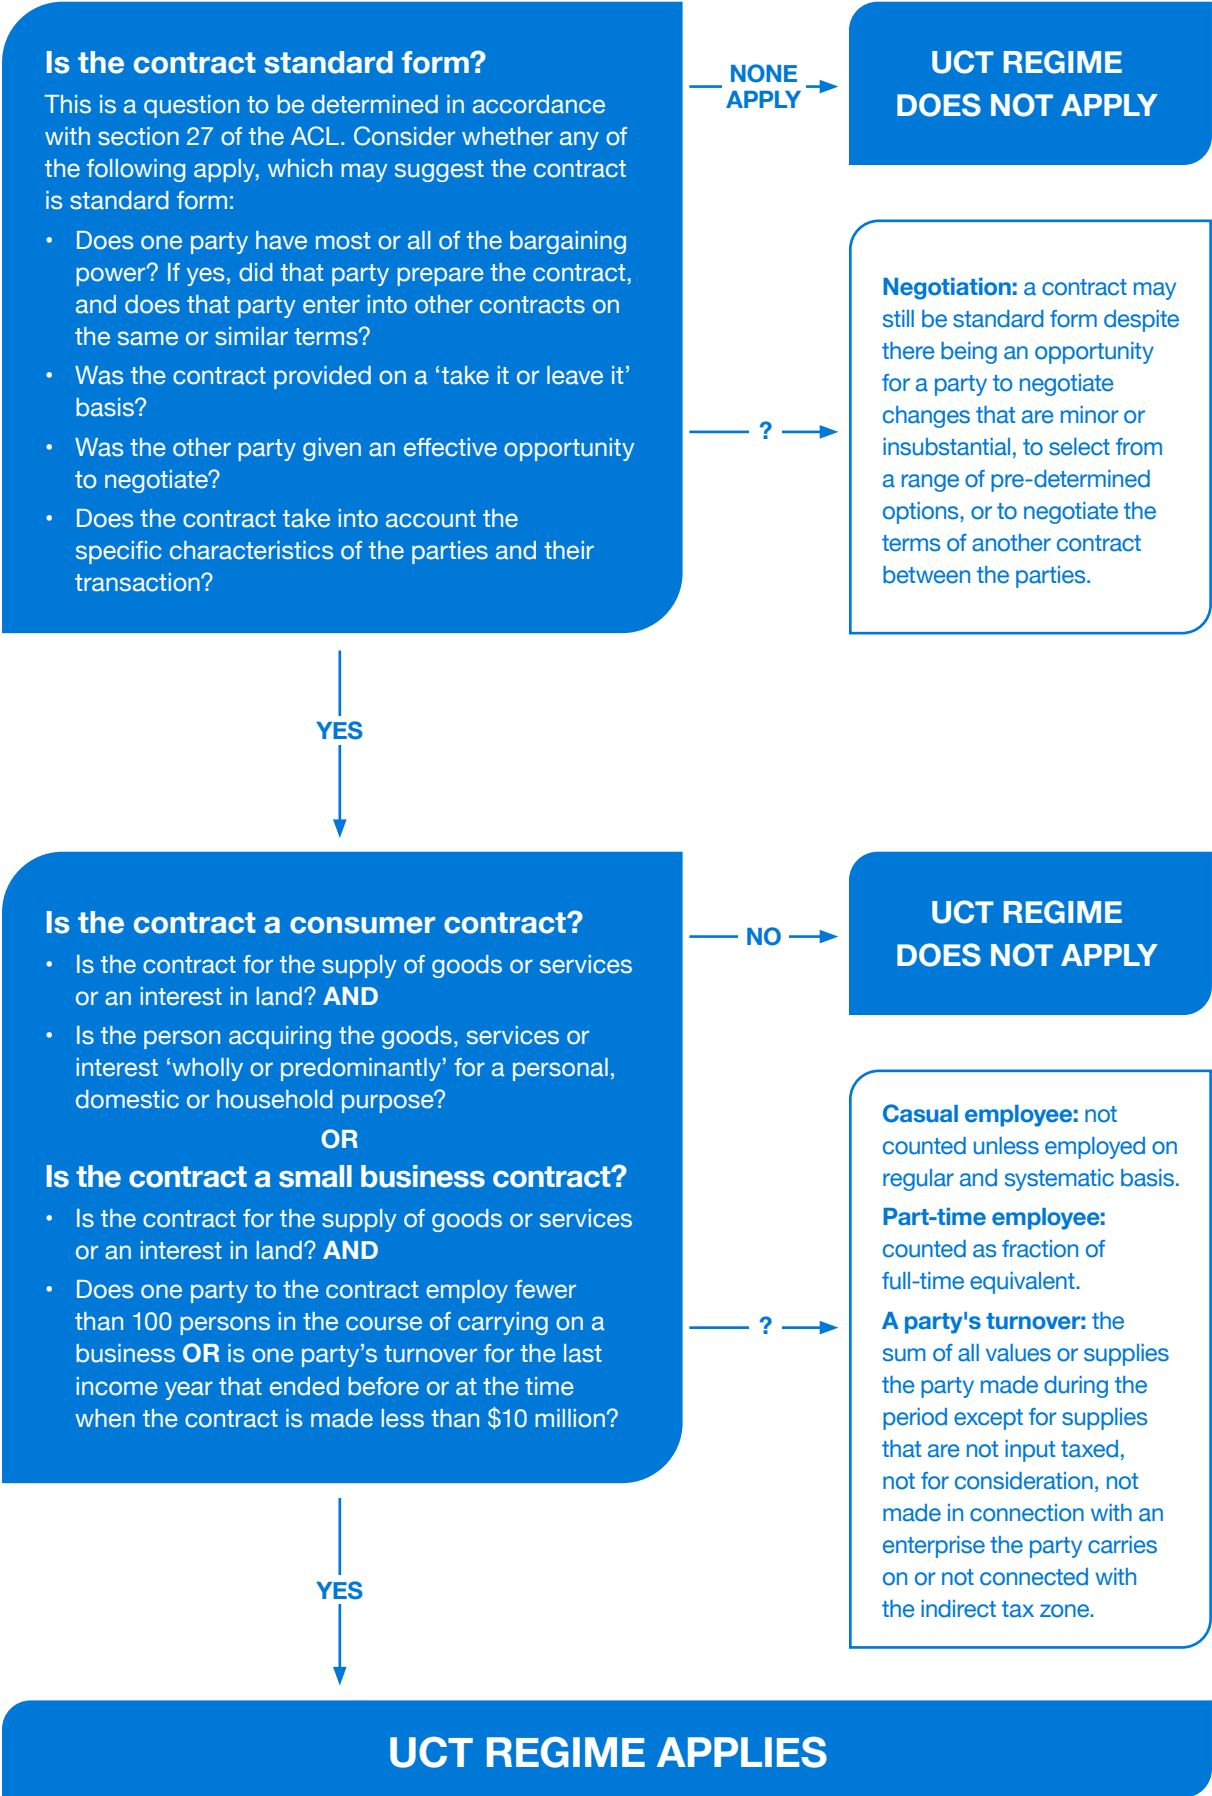 Is the contract standard form?
This is a question to be determined in accordance
with section 27 of the ACL. Consider whether any of
the following apply, which may suggest the contract
is standard form:
• Does one party have most or all of the bargaining
power? If yes, did that party prepare the contract,
and does that party enter into other contracts on
the same or similar terms?
• Was the contract provided on a ‘take it or leave it’
basis?
• Was the other party given an effective opportunity
to negotiate?
• Does the contract take into account the
specific characteristics of the parties and their
transaction?
NONE
APPLY
UCT REGIME
DOES NOT APPLY
?
Negotiation: a contract may
still be standard form despite
there being an opportunity
for a party to negotiate
changes that are minor or
insubstantial, to select from
a range of pre-determined
options, or to negotiate the
terms of another contract
between the parties.
YES
Is the contract a consumer contract?
• Is the contract for the supply of goods or services
or an interest in land? AND
• Is the person acquiring the goods, services or
interest ‘wholly or predominantly’ for a personal,
domestic or household purpose?
OR
Is the contract a small business contract?
• Is the contract for the supply of goods or services
or an interest in land? AND
• Does one party to the contract employ fewer
than 100 persons in the course of carrying on a
business OR is one party’s turnover for the last
income year that ended before or at the time
when the contract is made less than $10 million?
NO
UCT REGIME
DOES NOT APPLY
?
Casual employee: not
counted unless employed on
regular and systematic basis.
Part-time employee:
counted as fraction of
full-time equivalent.
A party's turnover: the
sum of all values or supplies
the party made during the
period except for supplies
that are not input taxed,
not for consideration, not
made in connection with an
enterprise the party carries
on or not connected with
the indirect tax zone.
YES
UCT REGIME APPLIES